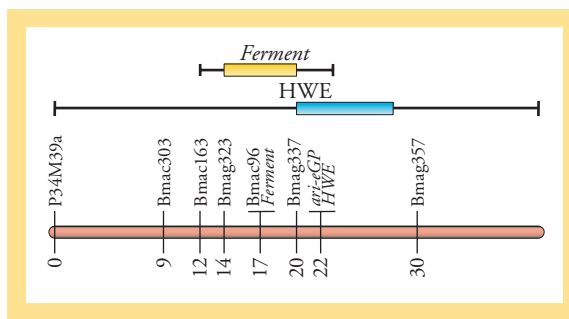 Ferment
HWE
P34M39a
Bmac303
Bmac163
Bmag323
Bmac96
Ferment
Bmag337
ari-eGP
HWE
Bmag357
0
9
12
14
17
20
22
30